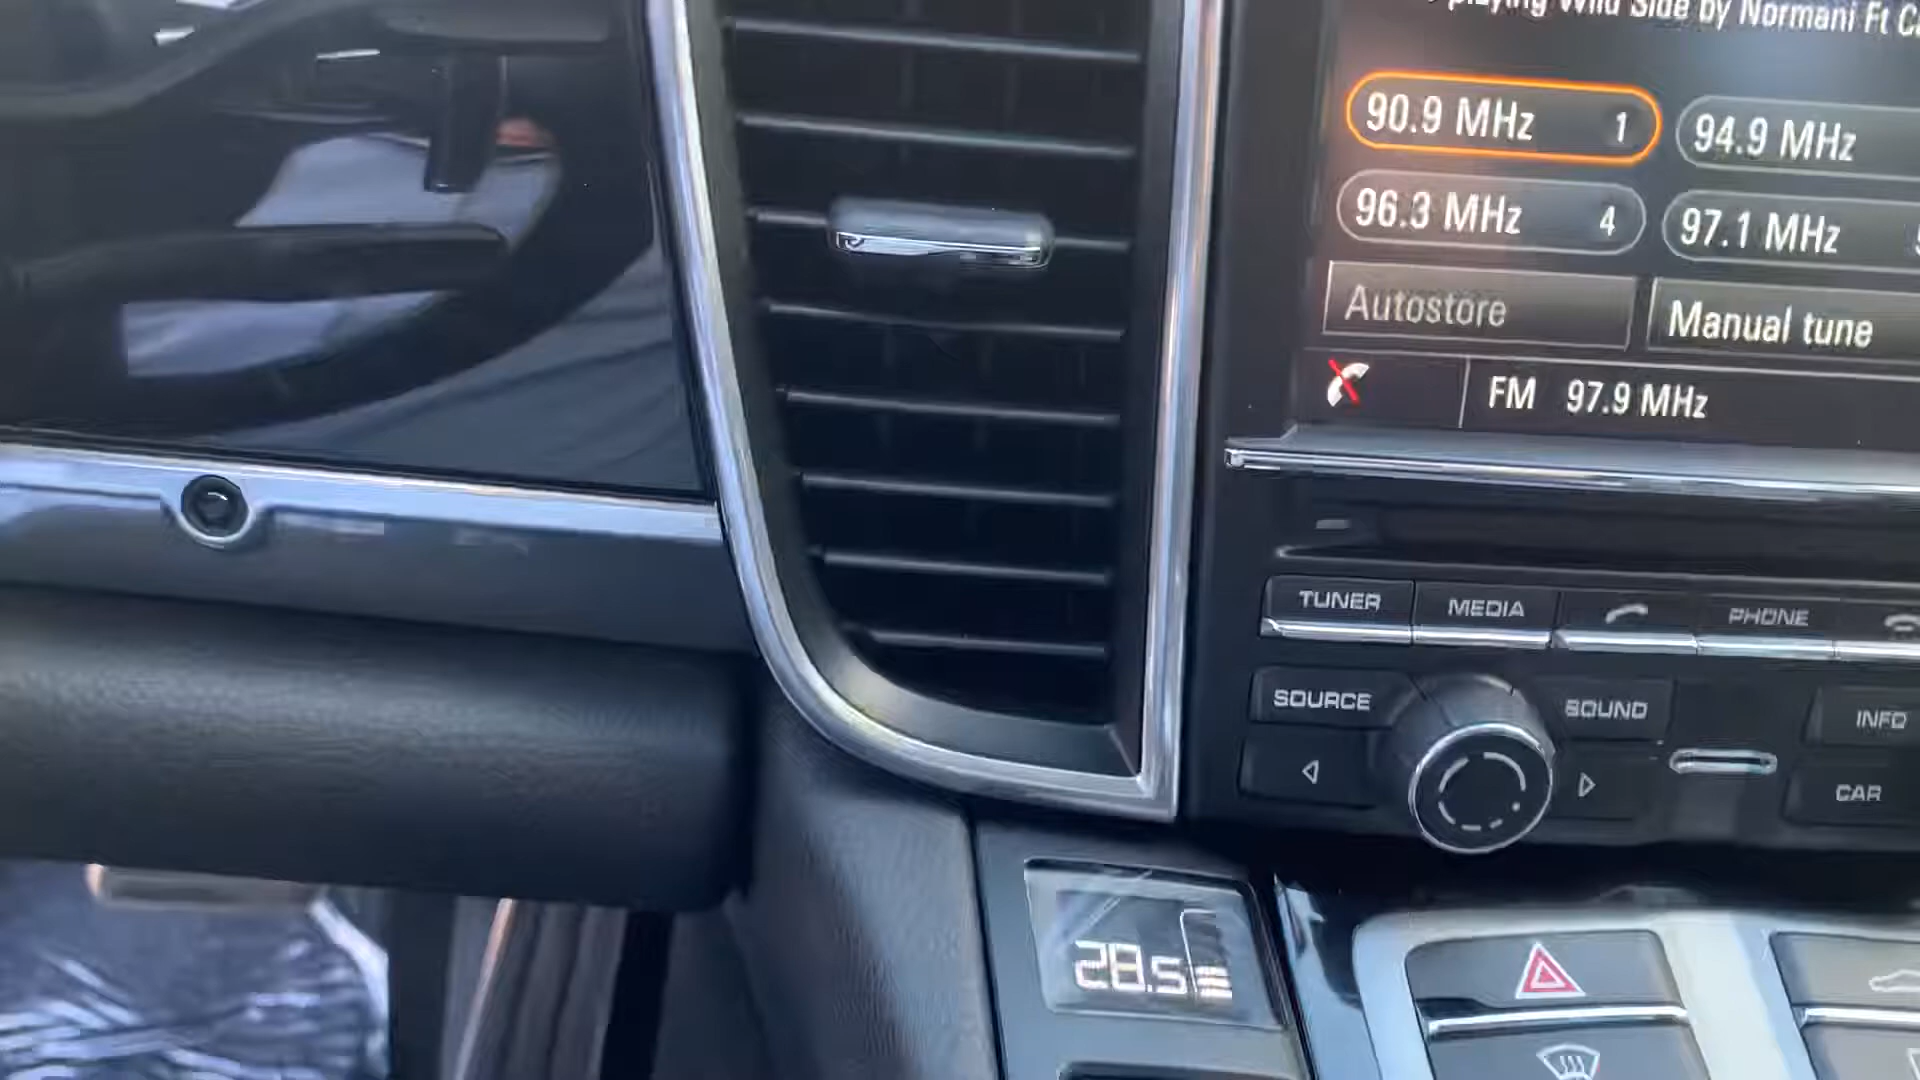 playing Wild Side by Normani Ft
90.9 MHz 1 94.9 MHz
96.3 MHz 4 97.1 MHz
Autostore Manual tune
FM 97.9 MHz
TUNER MEDIA PHONE
SOURCE SOUND INFO
CAR
28.5